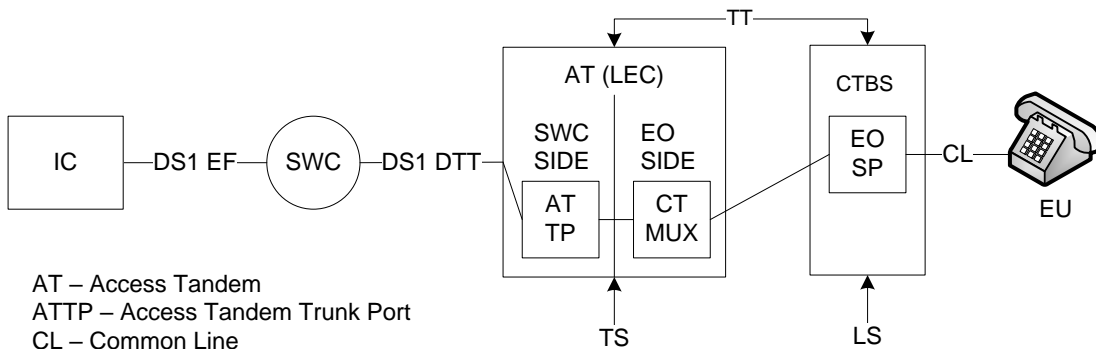 TT
AT (LEC)
CTBS
SWC
SIDE
EO
SIDE
IC
DS1 EF
SWC
DS1 DTT
AT
TP
CT
MUX
EO
SP
CL
EU
AT – Access Tandem
ATTP – Access Tandem Trunk Port
CL – Common Line
TS
LS